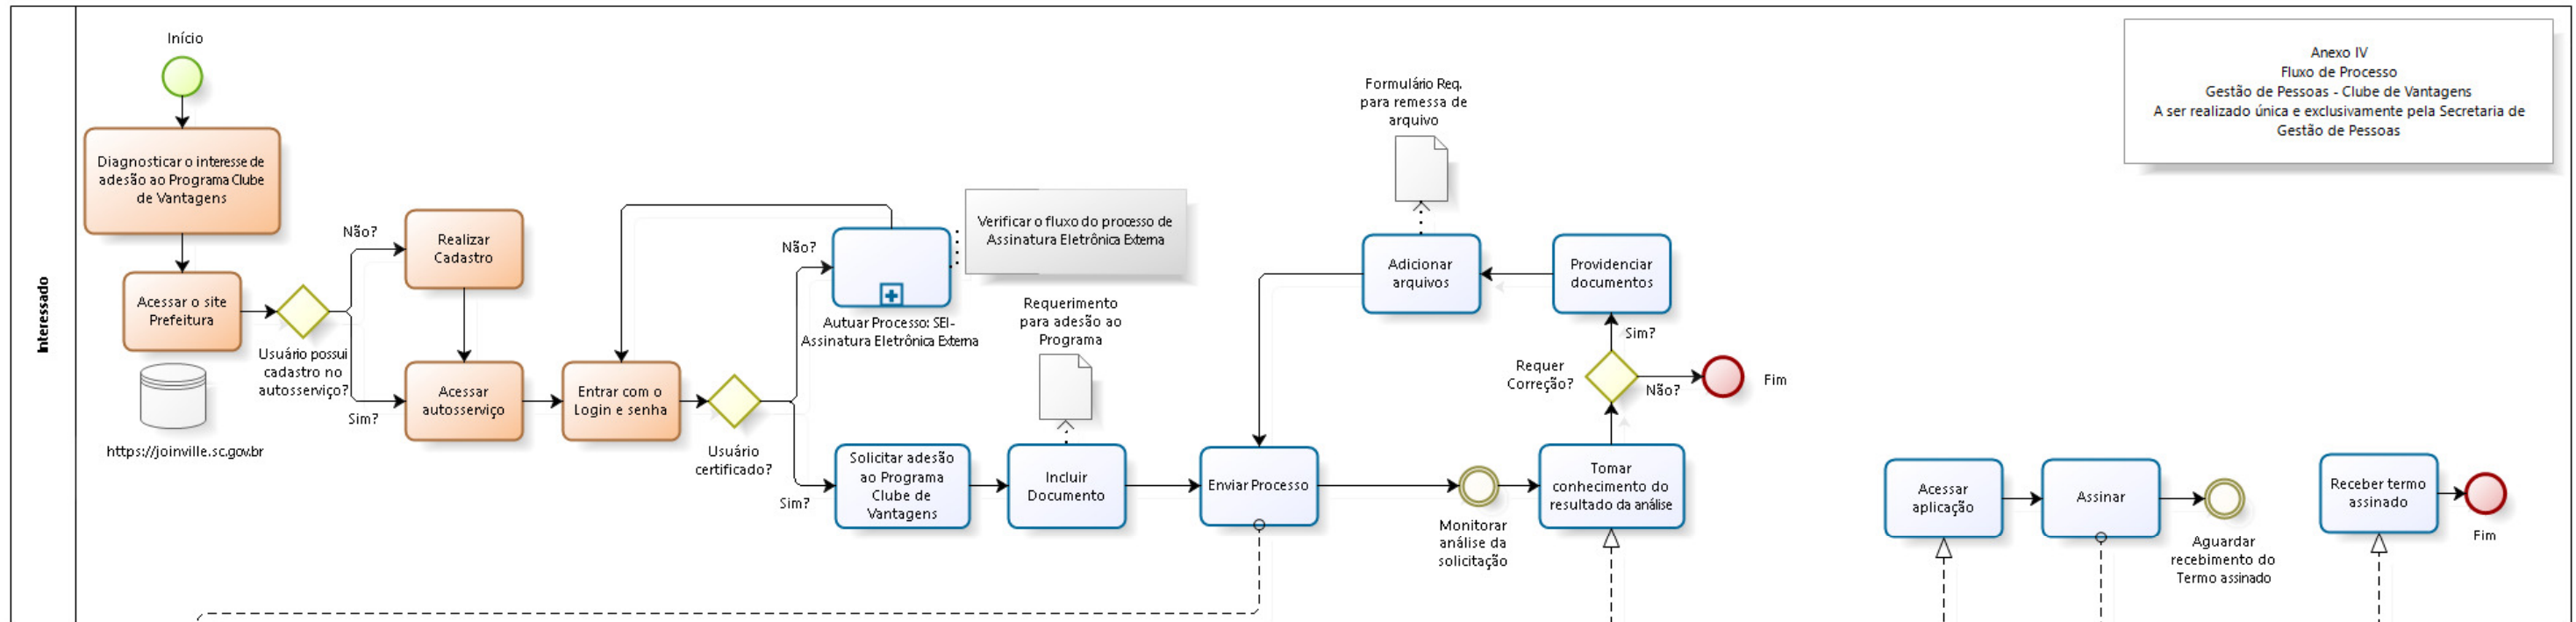 Interessado
Início
Diagnosticar o interesse de
adesão ao Programa Clube
de Vantagens
Acessar o site
Prefeitura
https://joinville.sc.gov.br
Usuário possui
cadastro no
autosserviço?
Não?
Sim?
Realizar
Cadastro
Acessar
autosserviço
Entrar com o
Login e senha
Usuário
certificado?
Não?
Sim?
Autuar Processo: SEI-
Assinatura Eletrônica Externa
Verificar o fluxo do processo de
Assinatura Eletrônica Externa
Solicitar adesão
ao Programa
Clube de
Vantagens
Requerimento
para adesão ao
Programa
Incluir
Documento
Enviar Processo
Formulário Req.
para remessa de
arquivo
Adicionar
arquivos
Providenciar
documentos
Sim?
Requer
Correção?
Não?
Fim
Monitorar
análise da
solicitação
Tomar
conhecimento do
resultado da análise
Acessar
aplicação
Assinar
Aguardar
recebimento do
Termo assinado
Receber termo
assinado
Fim
Anexo IV
Fluxo de Processo
Gestão de Pessoas - Clube de Vantagens
A ser realizado única e exclusivamente pela Secretaria de
Gestão de Pessoas